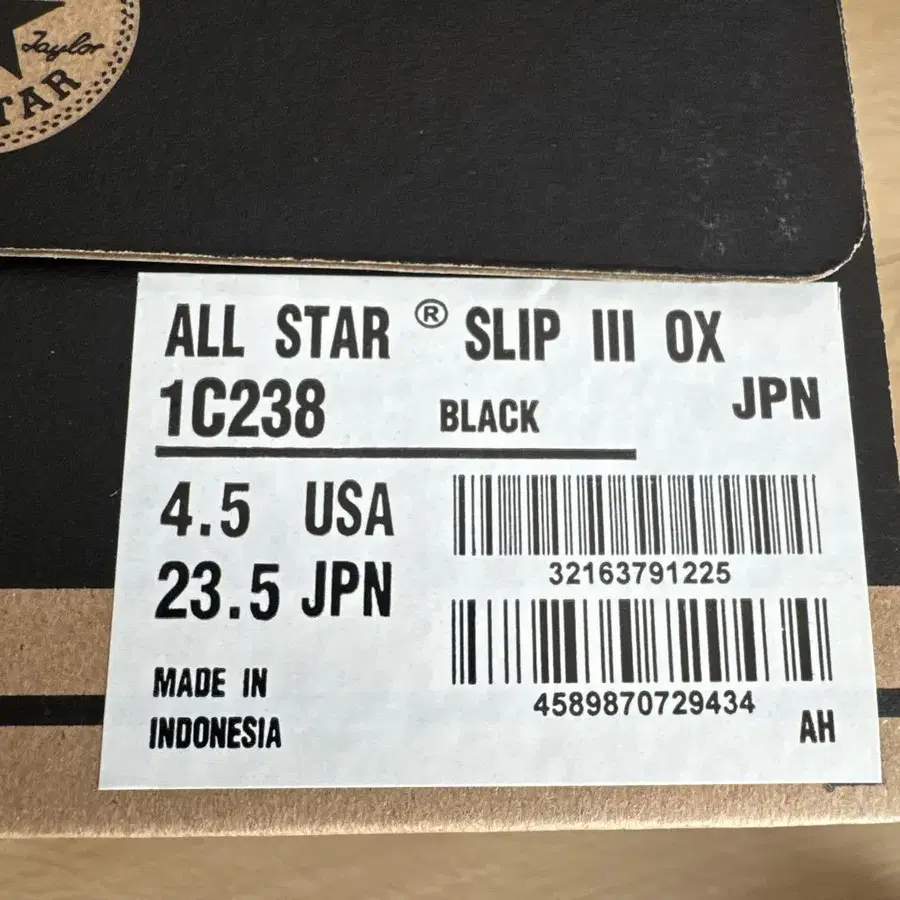 Taylor
TAR
ALL STAR ® SLIP III OX
1C238 BLACK JPN
4.5 USA
23.5 JPN
32163791225
4589870729434
MADE IN
INDONESIA
AH